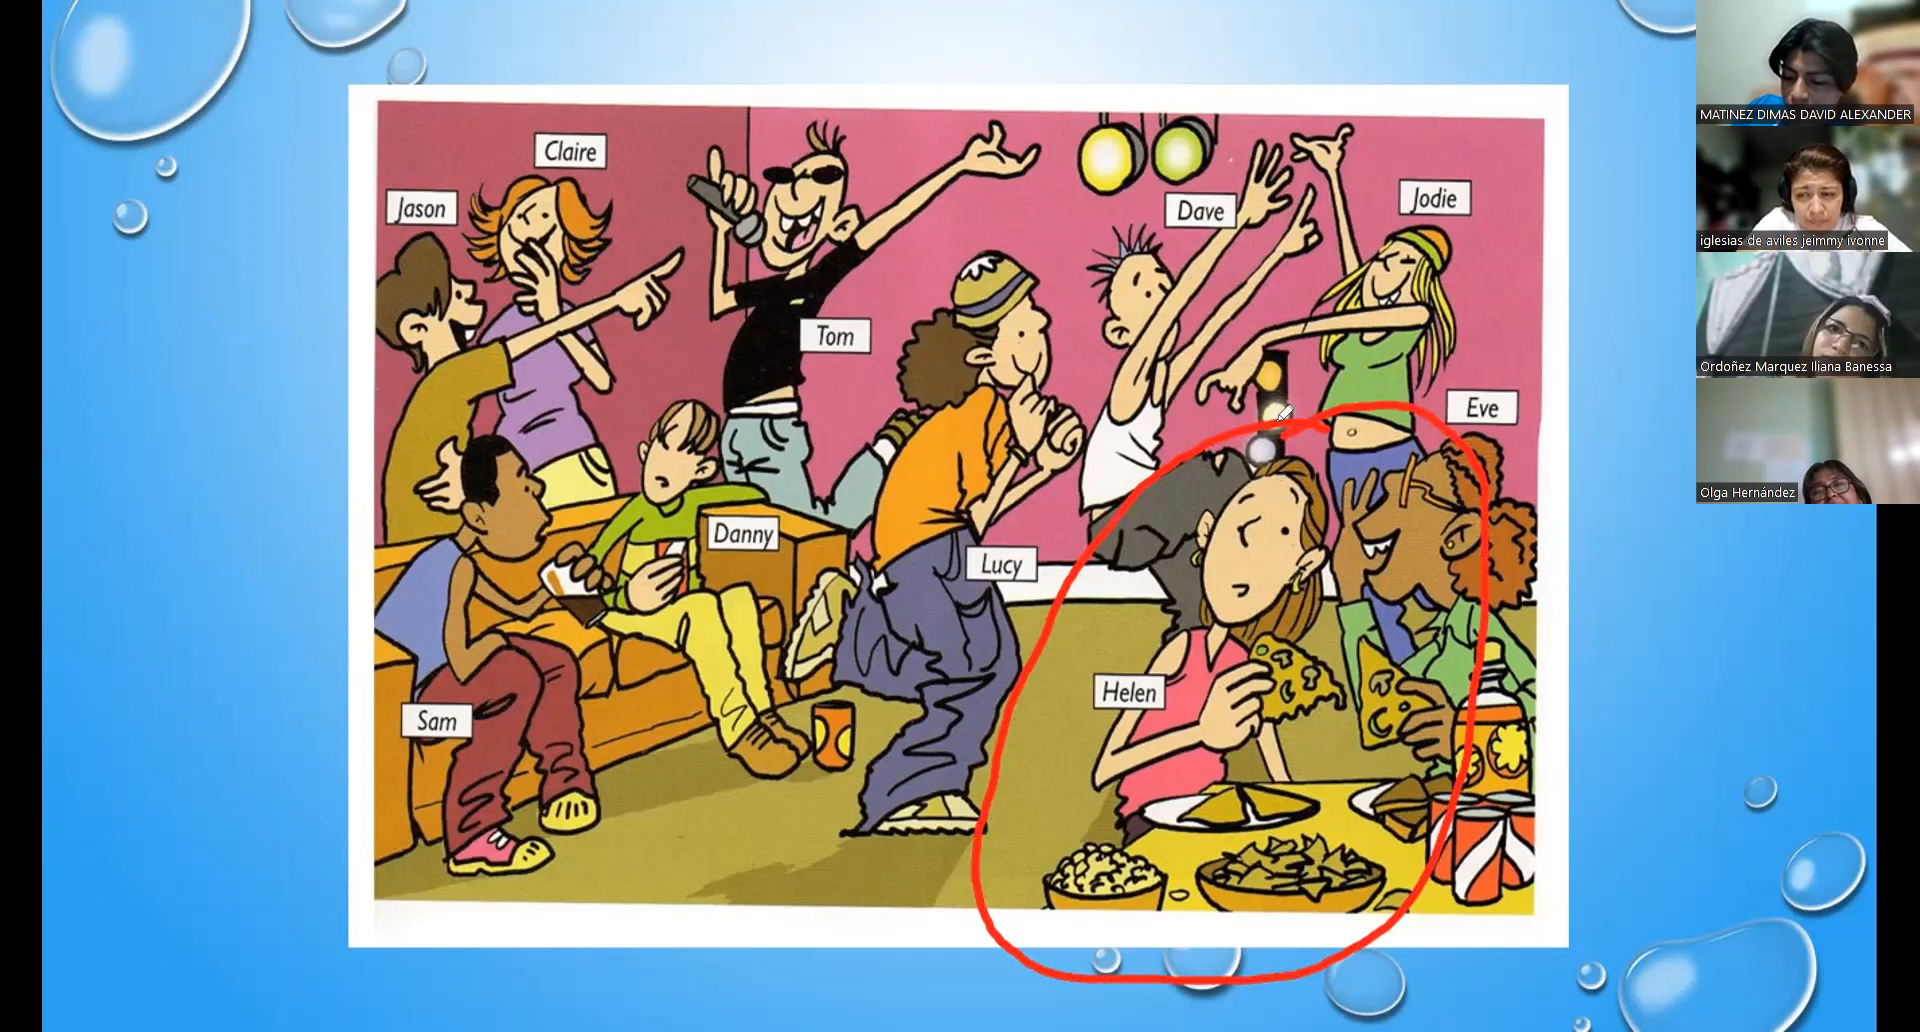 Claire
Jason
Dave
Jodie
Tom
Eve
Danny
Lucy
Helen
Sam
MATINEZ DIMAS DAVID ALEXANDER
iglesias de aviles jeimmy ivonne
Ordoñez Marquez Iliana Banessa
Olga Hernández